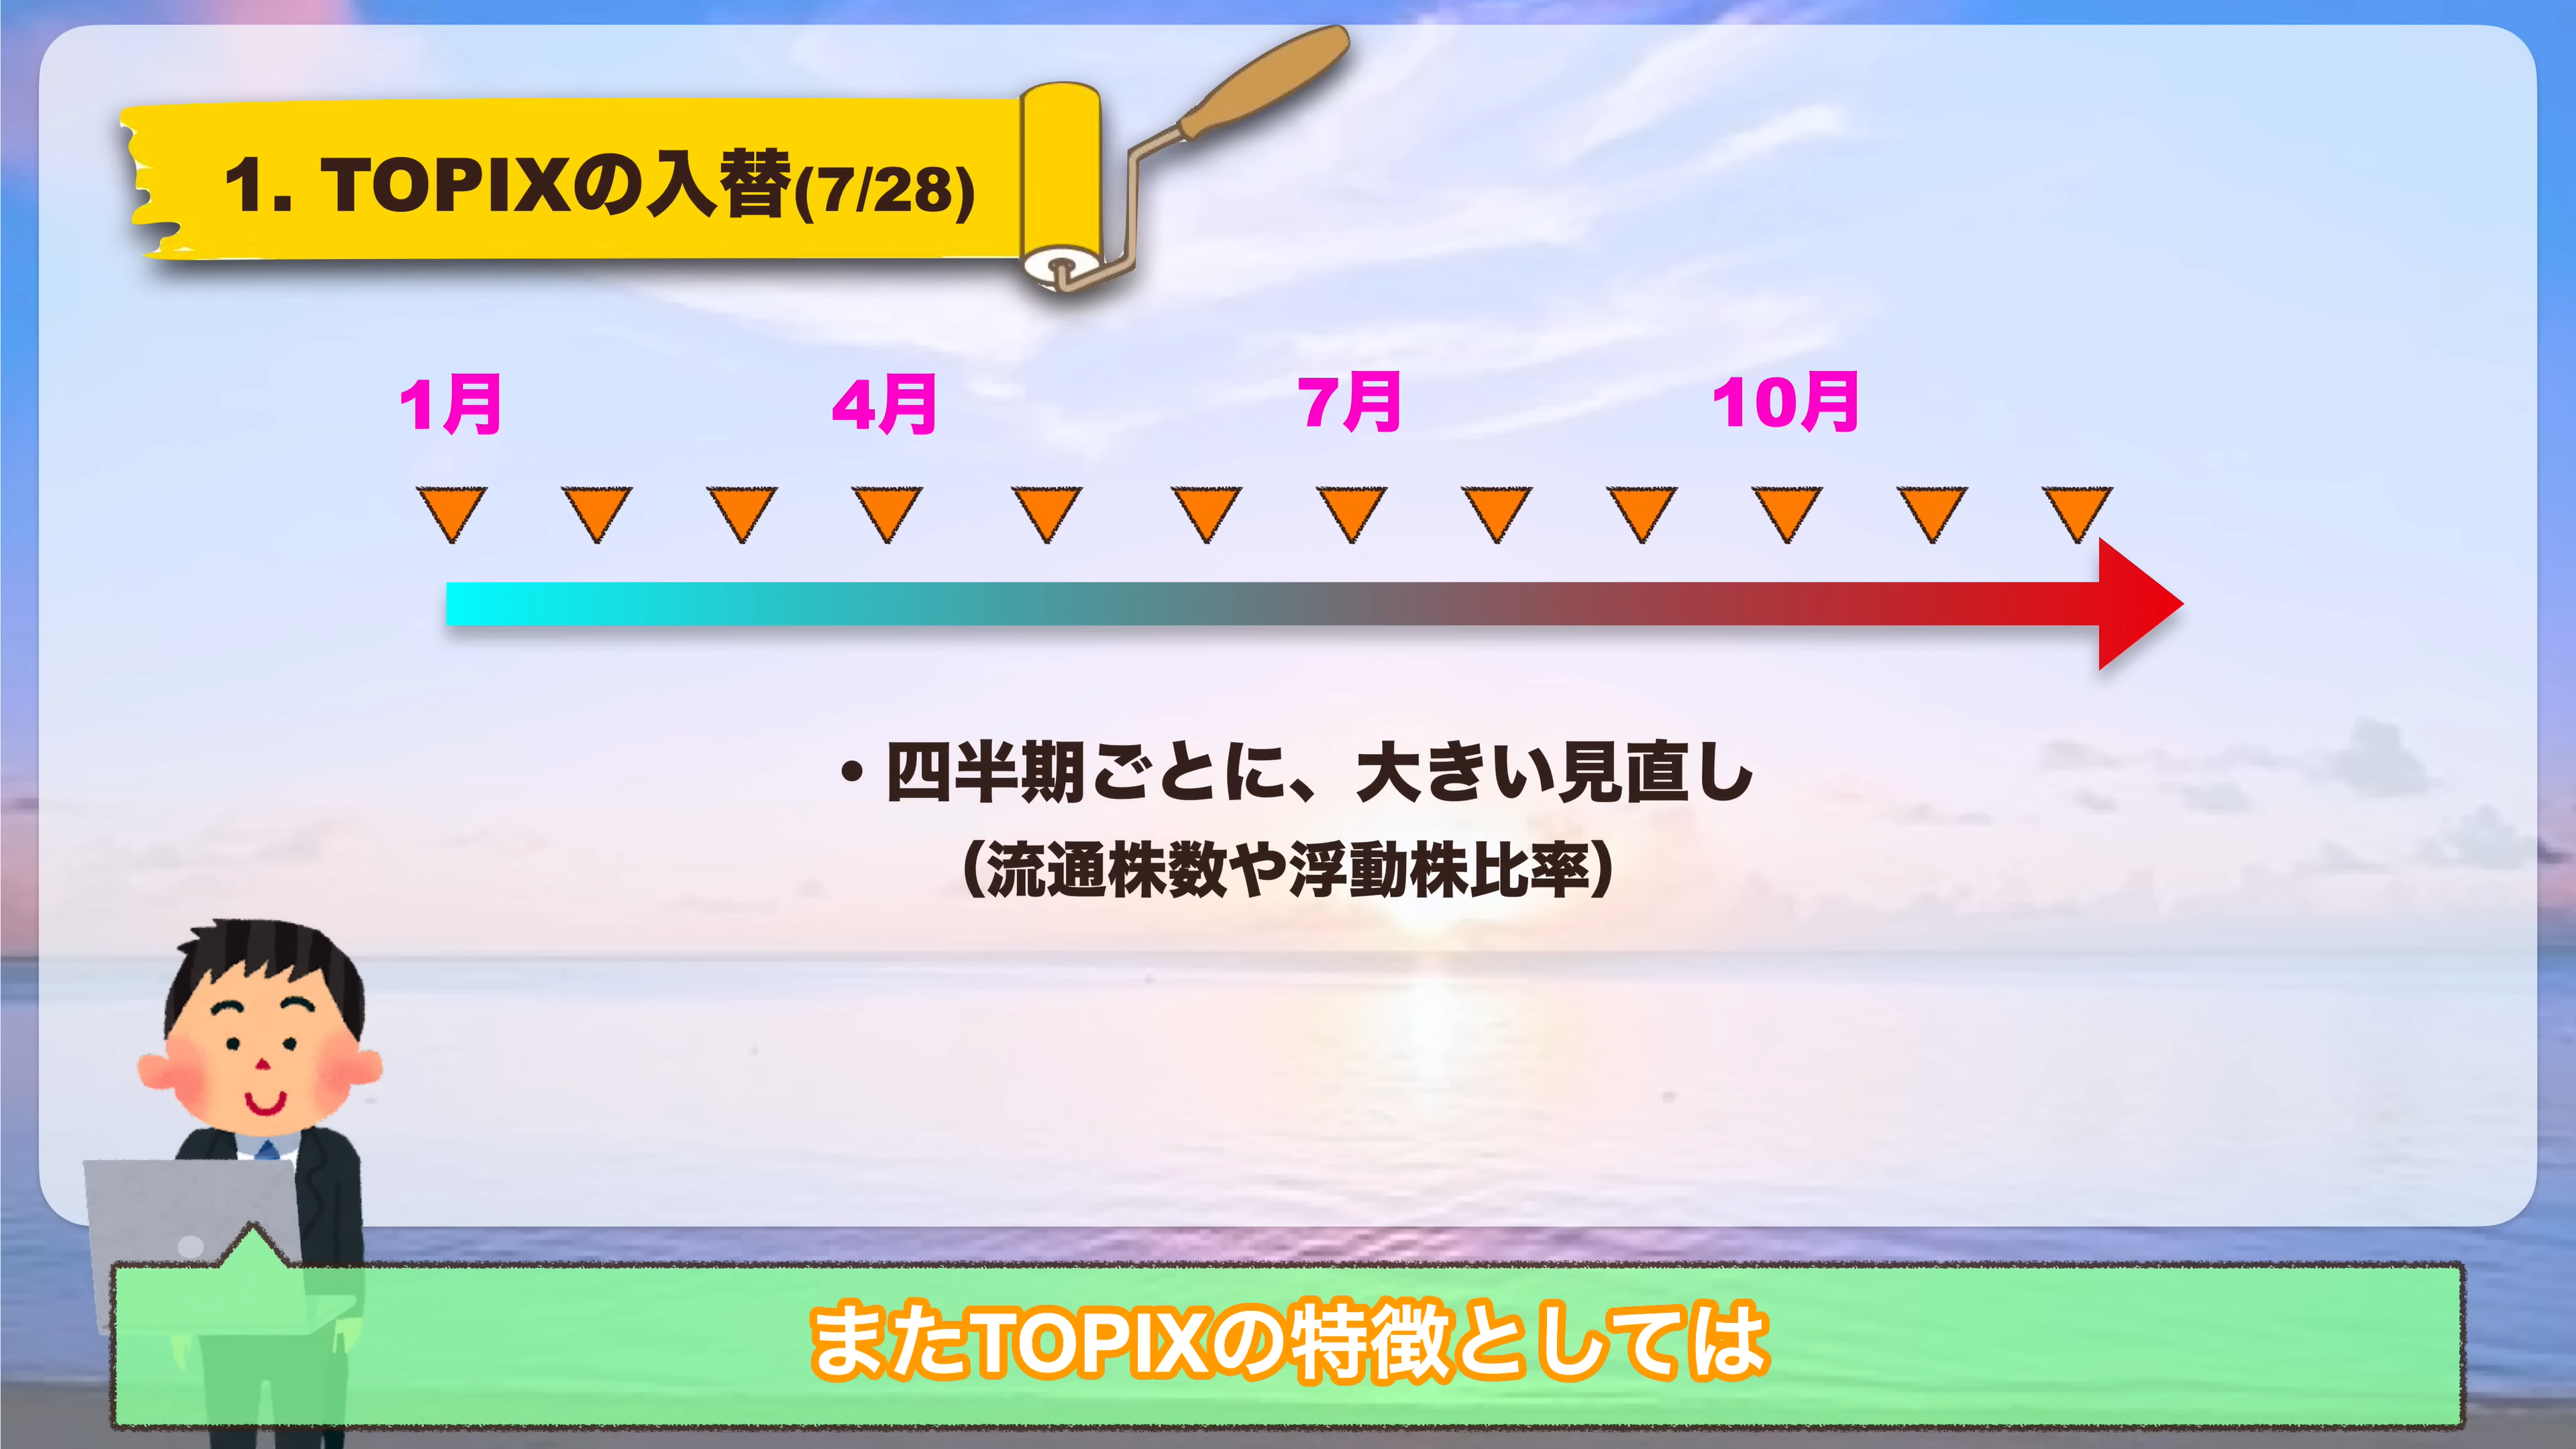 1. TOPIXの入替(7/28)
1月 4月 7月 10月
・四半期ごとに、大きい見直し
（流通株数や浮動株比率）
またTOPIXの特徴としては